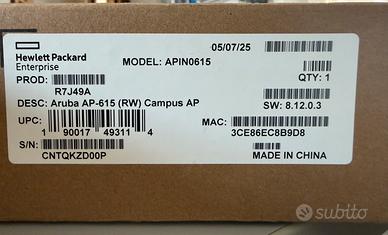 Hewlett Packard
Enterprise
05/07/25
MODEL: APIN0615
PROD:
R7J49A
QTY: 1
DESC: Aruba AP-615 (RW) Campus AP
SW: 8.12.0.3
UPC:
1 90017 49311 4
MAC:
3CE86EC8B9D8
S/N:
CNTQKZD00P
MADE IN CHINA
subito